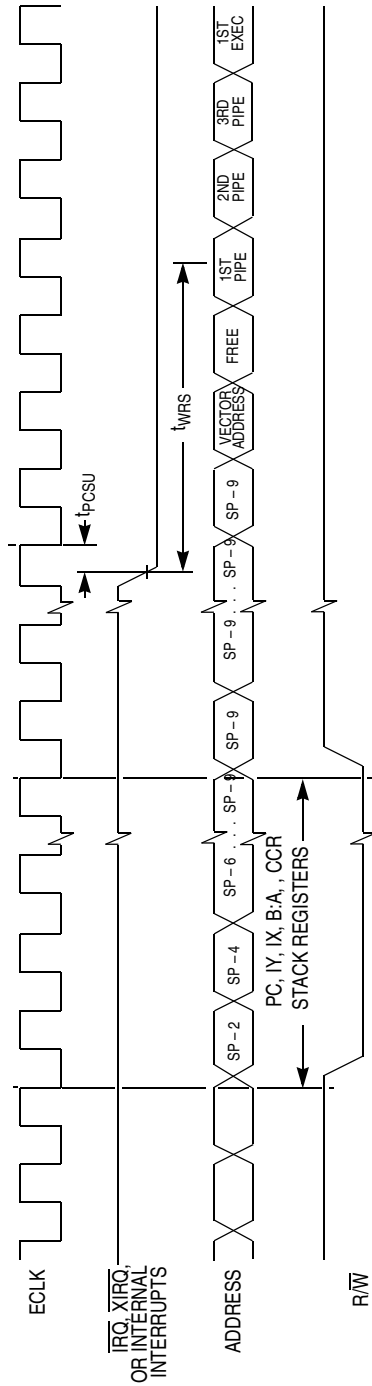 ECLK
tPCSU
IRQ, XIRQ,
OR INTERNAL
INTERRUPTS
tWRS
ADDRESS
SP – 2
SP – 4
SP – 6 . . . SP – 9
SP – 9
SP – 9 . . . SP – 9
SP – 9
VECTOR
ADDRESS
FREE
1ST
PIPE
2ND
PIPE
3RD
PIPE
1ST
EXEC
PC, IY, IX, B:A, , CCR
STACK REGISTERS
R/W